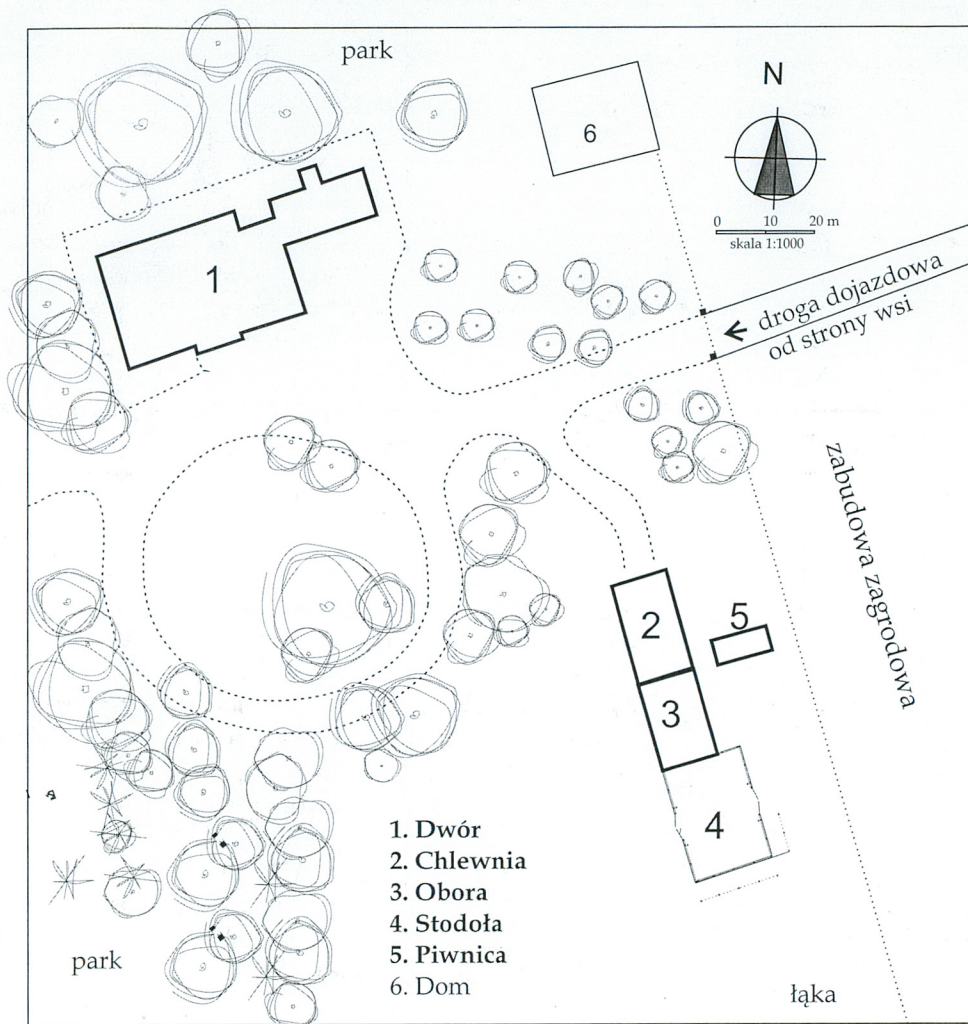 park
N
6
0 10 20 m
skala 1:1000
1
droga dojazdowa
od strony wsi
zabudowa zagrodowa
2
5
3
4
1. Dwór
2. Chlewnia
3. Obora
4. Stodoła
5. Piwnica
6. Dom
park
łąka